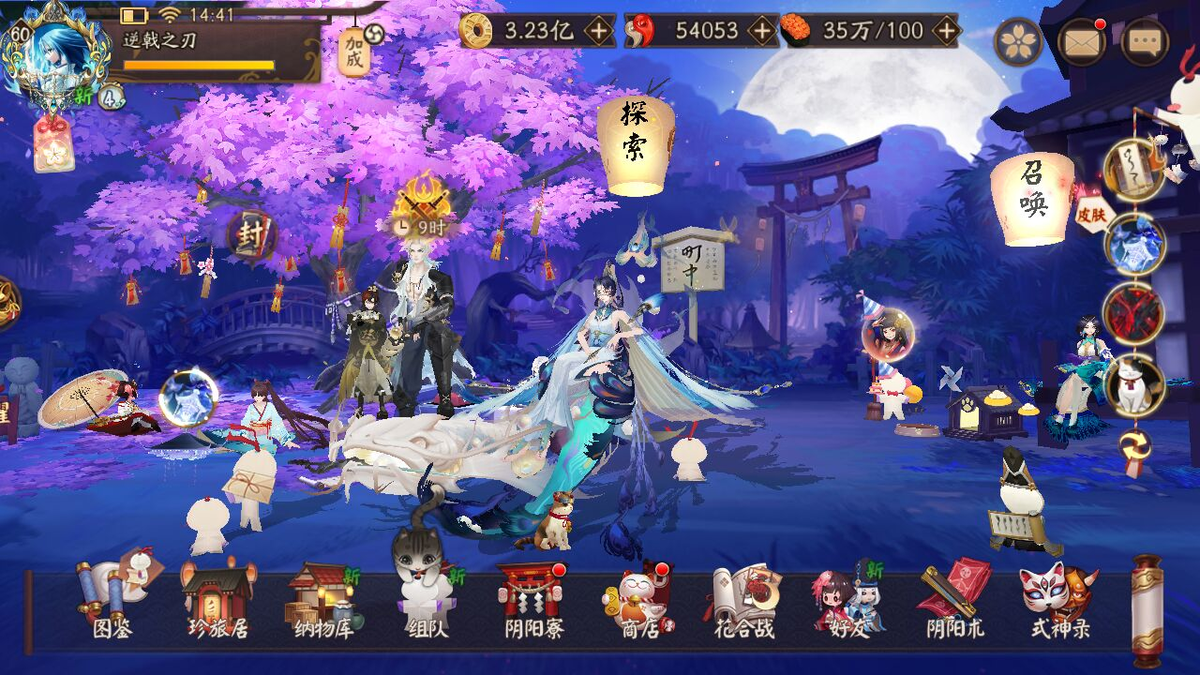 60
14:41
逆戟之刃
新
4
加成
3.23亿
54053
35万/100
探索
召唤
皮肤
封
9时
町中
图鉴
珍旅居
新
纳物库
新
组队
阴阳寮
商店
花合战
新
好友
阴阳术
式神录